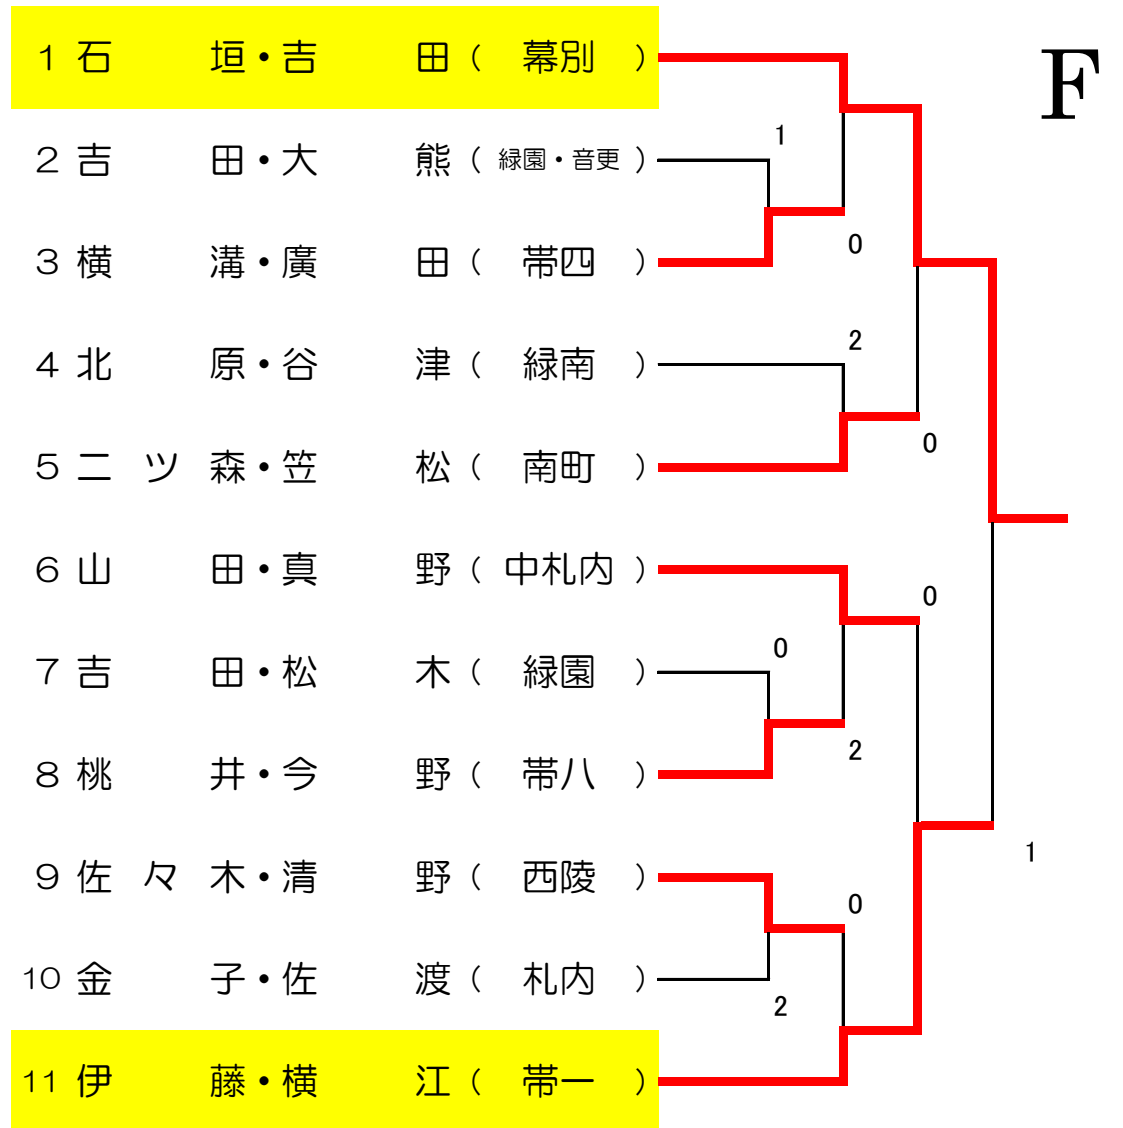 1 石垣・吉田( 幕別 )
F
2 吉田・大熊( 緑園・音更 )
1
3 横溝・廣田( 帯四 )
0
4 北原・谷津( 緑南 )
2
5 二ツ森・笠松( 南町 )
0
6 山田・真野( 中札内 )
0
7 吉田・松木( 緑園 )
0
8 桃井・今野( 帯八 )
2
9 佐々木・清野( 西陵 )
0
1
10 金子・佐渡( 札内 )
2
11 伊藤・横江( 帯一 )